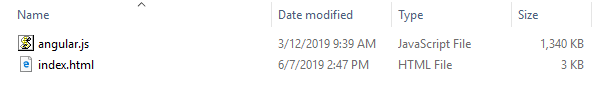 Name Date modified Type Size
angular.js 3/12/2019 9:39 AM JavaScript File 1,340 KB
index.html 6/7/2019 2:47 PM HTML File 3 KB